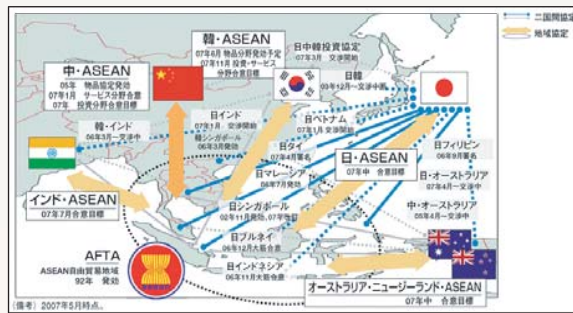 韓・ASEAN
07年6月 物品分野発効予定
07年11月 投資・サービス
分野合意目標
中・ASEAN
05年 物品協定発効
07年1月 サービス分野合意
07年 投資分野合意目標
日中韓投資協定
07年3月 交渉開始
日韓
03年12月～交渉中断
韓・インド
06年3月～交渉中
日インド
07年1月 交渉開始
韓シンガポール
06年3月発効
日ベトナム
07年1月 交渉開始
日タイ
07年4月署名
日フィリピン
06年9月署名
日マレーシア
06年7月発効
日・ASEAN
07年中 合意目標
日・オーストラリア
07年4月～交渉中
中・オーストラリア
05年4月～交渉中
インド・ASEAN
07年7月合意目標
日シンガポール
02年11月発効、07年改訂
日ブルネイ
06年12月大筋合意
日インドネシア
06年11月大筋合意
AFTA
ASEAN自由貿易地域
92年 発効
オーストラリア・ニュージーランド・ASEAN
07年中 合意目標
二国間協定
地域協定
（備考）2007年5月時点。